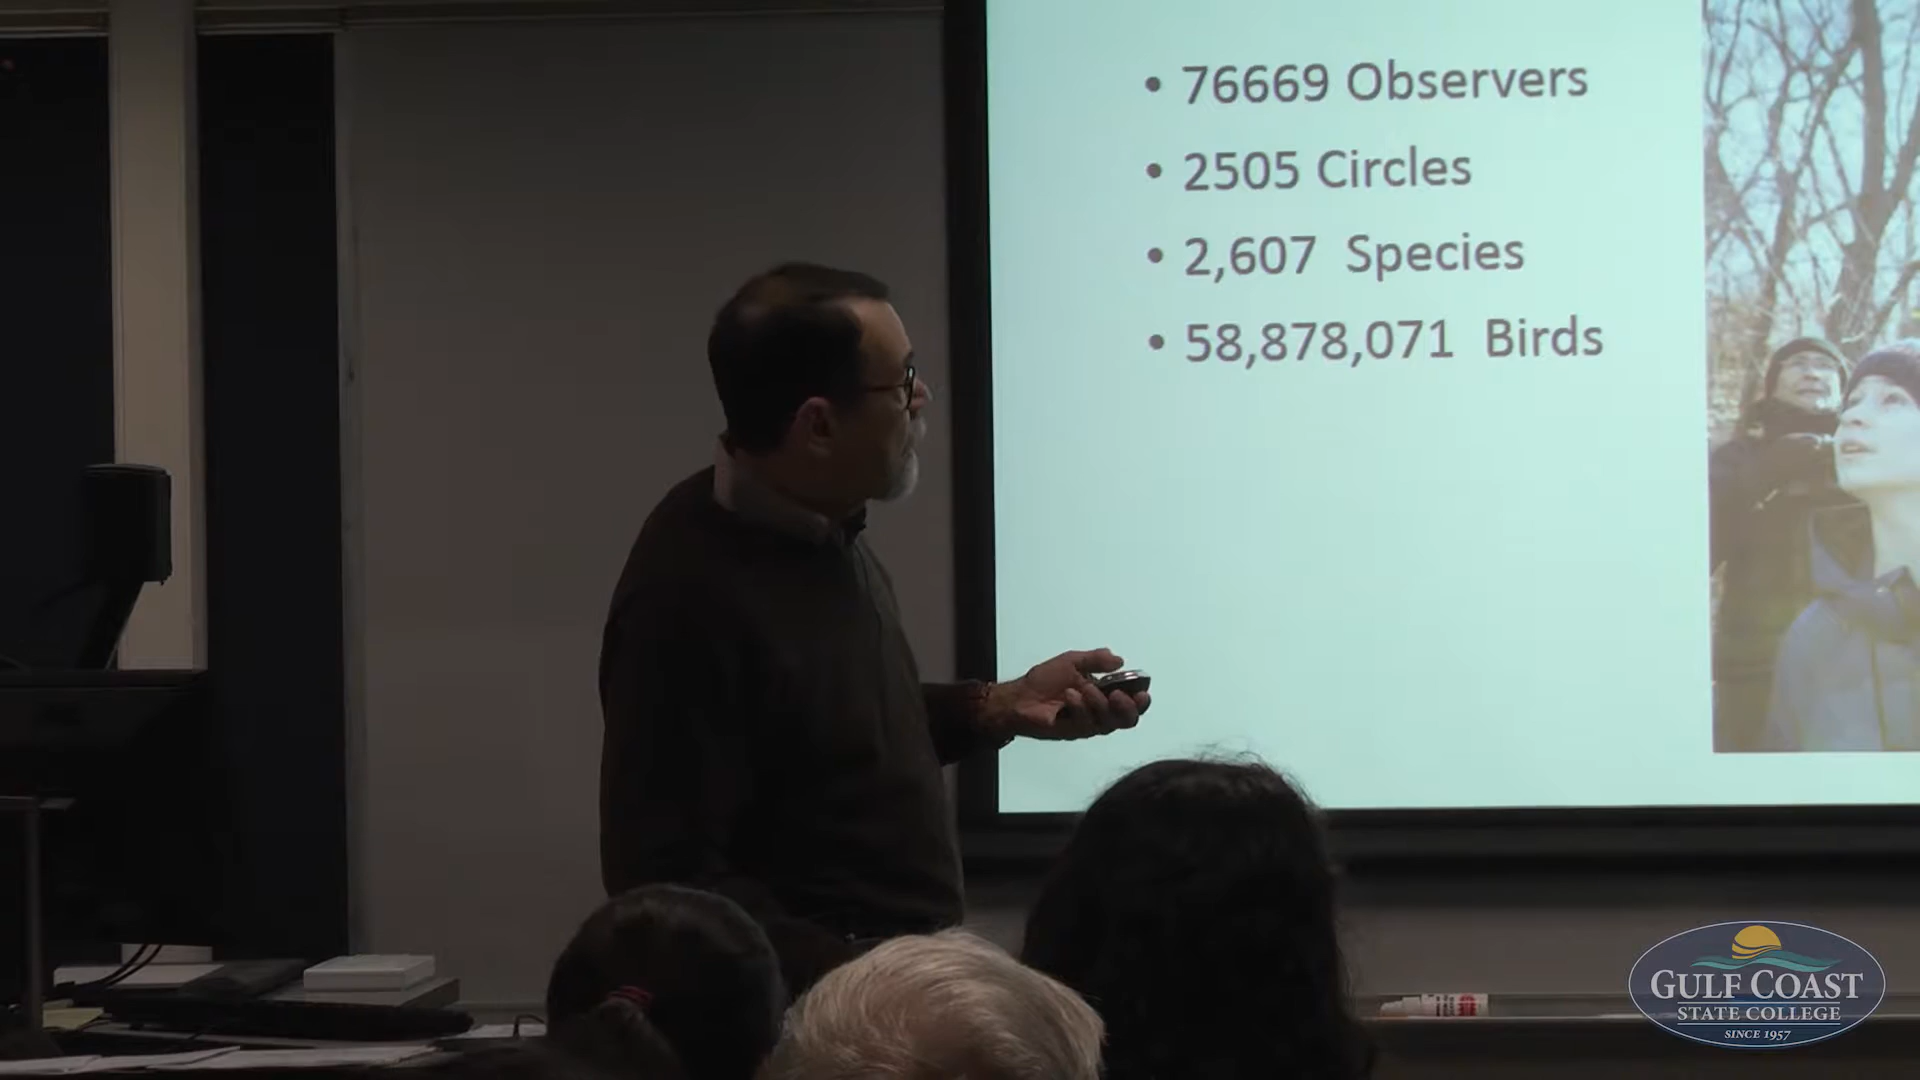 • 76669 Observers
• 2505 Circles
• 2,607 Species
• 58,878,071 Birds
GULF COAST
STATE COLLEGE
SINCE 1957